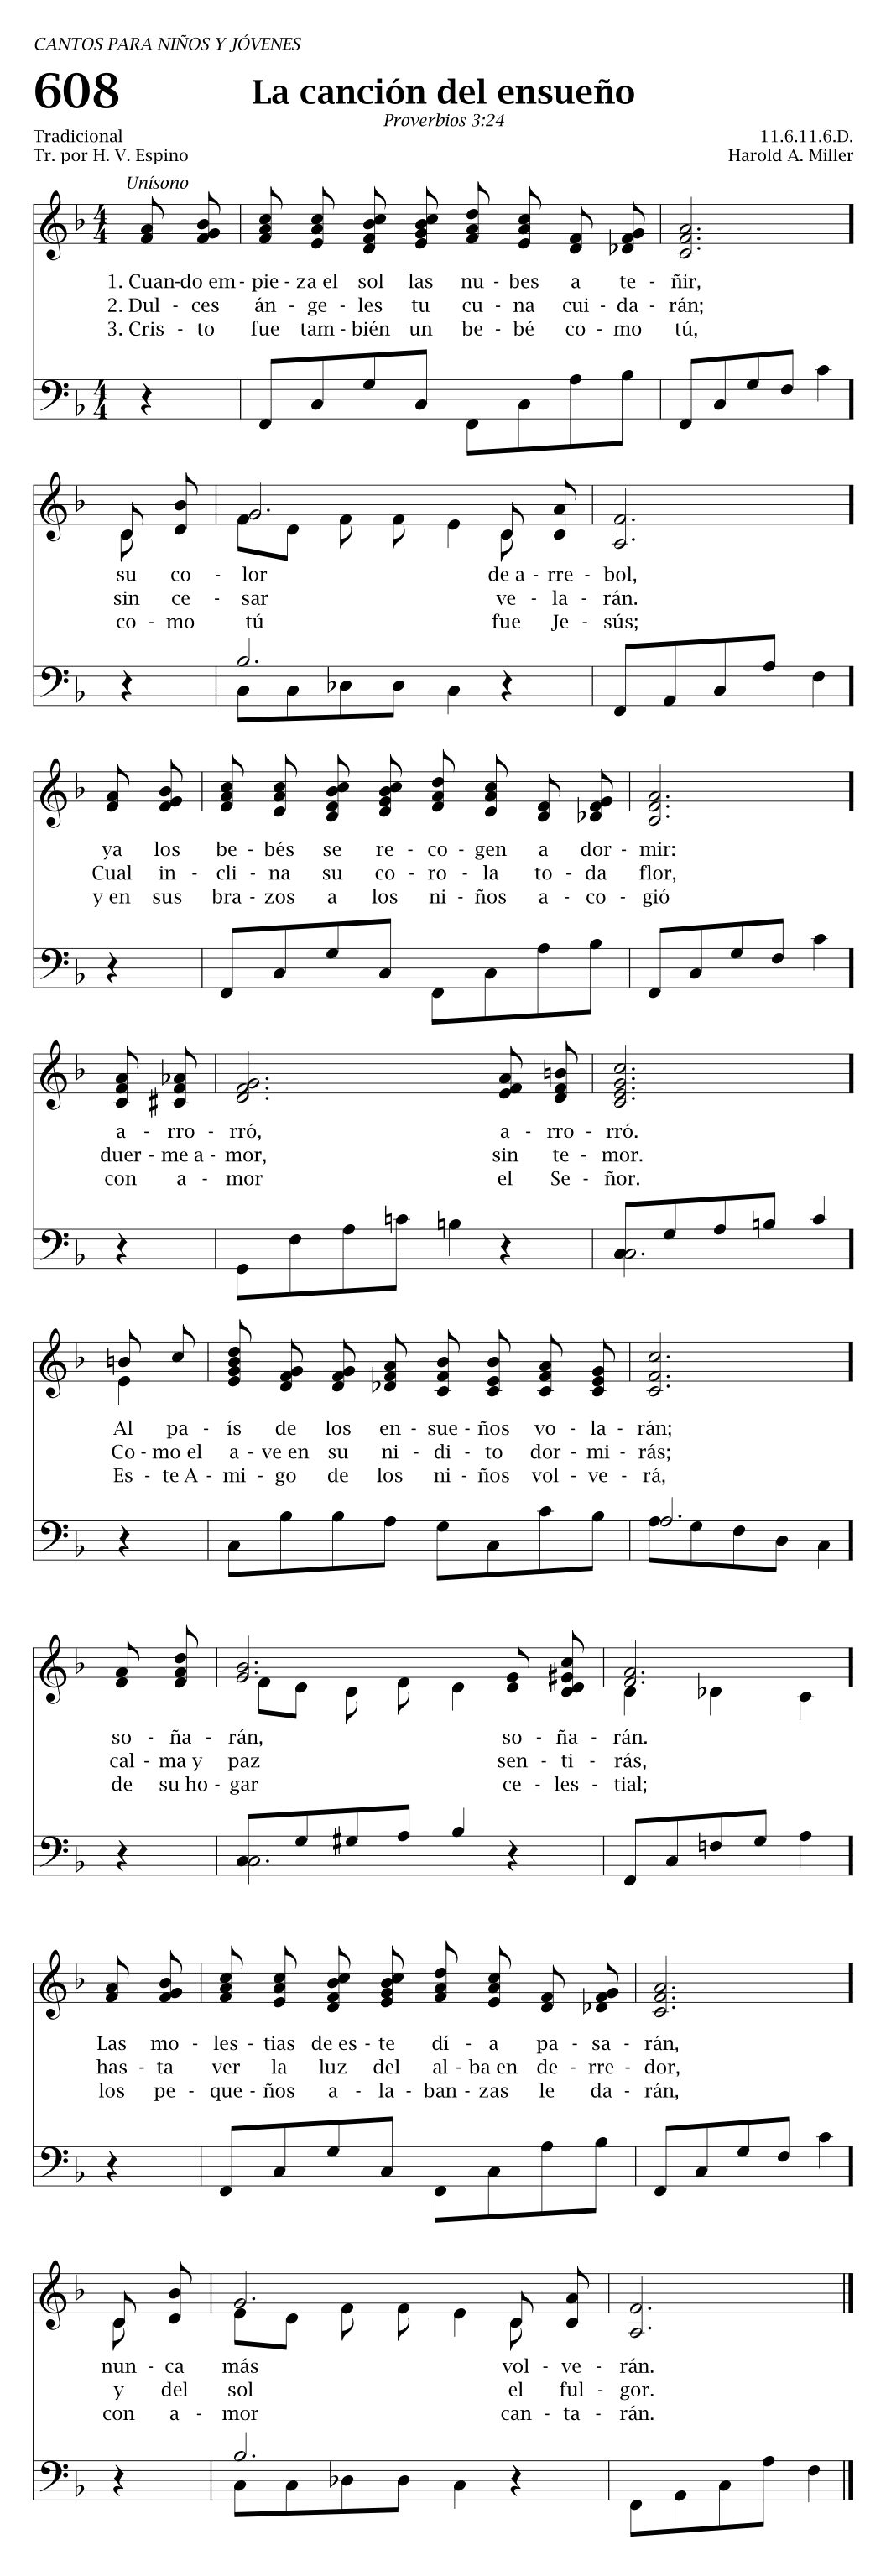 CANTOS PARA NIÑOS Y JÓVENES
608 La canción del ensueño
Proverbios 3:24
Tradicional 11.6.11.6.D.
Tr. por H. V. Espino Harold A. Miller
Unísono
4 4
1. Cuan-do em - pie - za el sol las nu - bes a te - ñir,
2. Dul - ces án - ge - les tu cu - na cui - da - rán;
3. Cris - to fue tam - bién un be - bé co - mo tú,
4 4
su co - lor de a - rre - bol,
sin ce - sar ve - la - rán.
co - mo tú fue Je - sús;
ya los be - bés se re - co - gen a dor - mir:
Cual in - cli - na su co - ro - la to - da flor,
y en sus bra - zos a los ni - ños a - co - gió
a - rro - rró, a - rro - rró.
duer - me a - mor, sin te - mor.
con a - mor el Se - ñor.
Al pa - ís de los en - sue - ños vo - la - rán;
Co - mo el a - ve en su ni - di - to dor - mi - rás;
Es - te A - mi - go de los ni - ños vol - ve - rá,
so - ña - rán, so - ña - rán.
cal - ma y paz sen - ti - rás,
de su ho - gar ce - les - tial;
Las mo - les - tias de es - te dí - a pa - sa - rán,
has - ta ver la luz del al - ba en de - rre - dor,
los pe - que - ños a - la - ban - zas le da - rán,
nun - ca más vol - ve - rán.
y del sol el ful - gor.
con a - mor can - ta - rán.